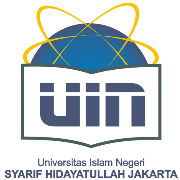 uin
Universitas Islam Negeri
SYARIF HIDAYATULLAH JAKARTA